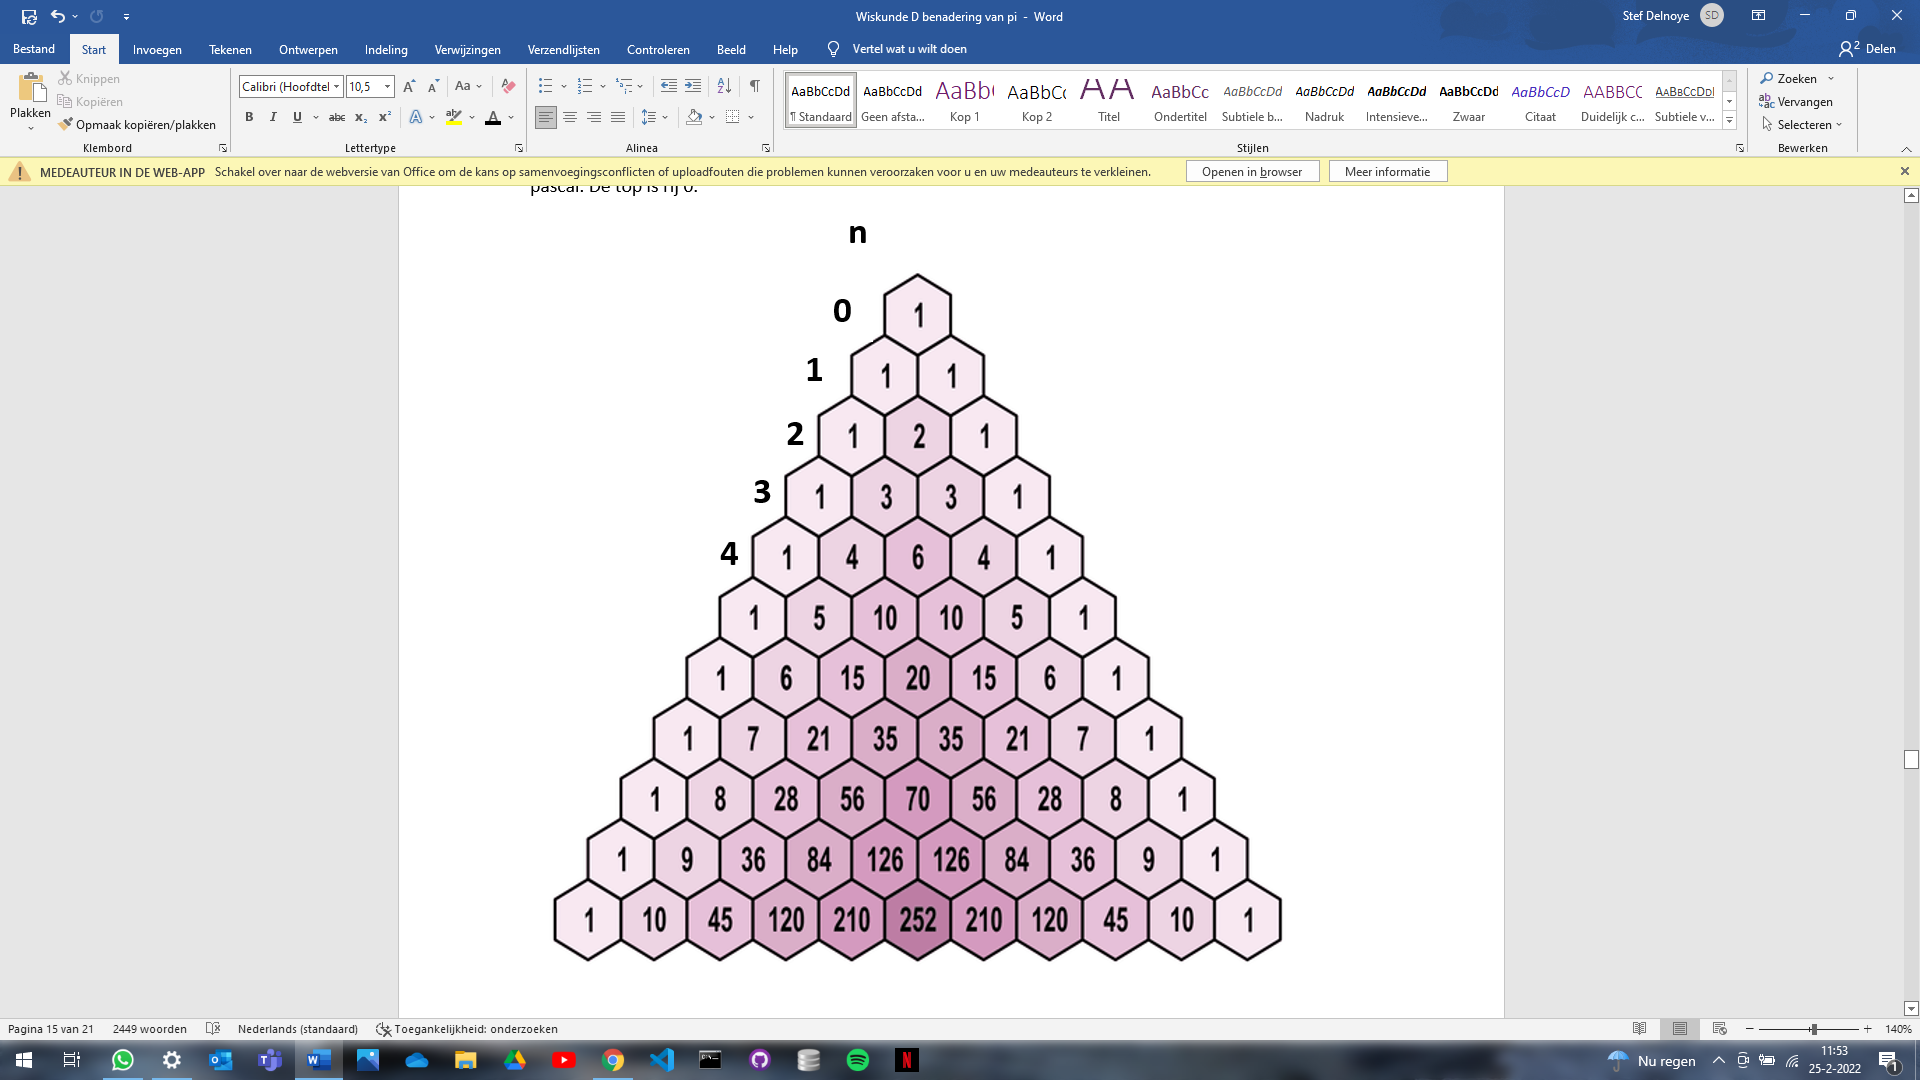 Wiskunde D benadering van pi - Word
Stef Delnoye SD
Bestand Start Invoegen Tekenen Ontwerpen Indeling Verwijzingen Verzendlijsten Controleren Beeld Help Vertel wat u wilt doen Delen
Plakken
Knippen
Kopiëren
Opmaak kopiëren/plakken
Klembord
Calibri (Hoofdtel 10,5
Lettertype
Alinea
AaBbCcDd AaBbCcDd AaBb( AaBbCc AA AaBbCc AaBbCcDd AaBbCcDd AaBbCcDd AaBbCcDd AaBbCcD AABBCC AABBCCDD
¶ Standaard Geen afsta... Kop 1 Kop 2 Titel Ondertitel Subtiele b... Nadruk Intensieve... Zwaar Citaat Duidelijk c... Subtiele v...
Stijlen
Zoeken
Vervangen
Selecteren
Bewerken
MEDEAUTEUR IN DE WEB-APP Schakel over naar de webversie van Office om de kans op samenvoegingsconflicten of uploadfouten die problemen kunnen veroorzaken voor u en uw medeauteurs te verkleinen. Openen in browser Meer informatie
pascal. De top is rij 0.
n
0 1
1 1 1
2 1 2 1
3 1 3 3 1
4 1 4 6 4 1
1 5 10 10 5 1
1 6 15 20 15 6 1
1 7 21 35 35 21 7 1
1 8 28 56 70 56 28 8 1
1 9 36 84 126 126 84 36 9 1
1 10 45 120 210 252 210 120 45 10 1
Pagina 15 van 21 2449 woorden Nederlands (standaard) Toegankelijkheid: onderzoeken 140%
Nu regen 11:53
25-2-2022 1